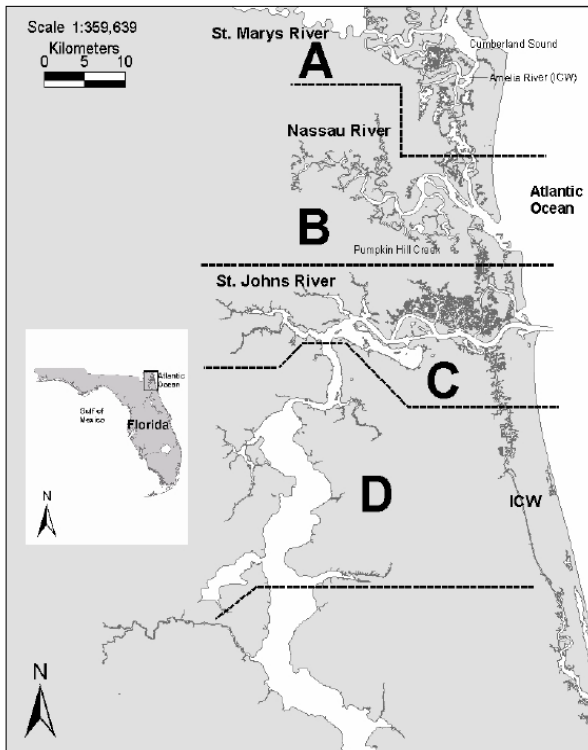 Scale 1:359,639
Kilometers
0 5 10
St. Marys River
Cumberland Sound
A
Amelia River (ICW)
Nassau River
Atlantic
Ocean
B
Pumpkin Hill Creek
St. Johns River
C
Atlantic
Ocean
Gulf of
Mexico
Florida
N
D
ICW
N